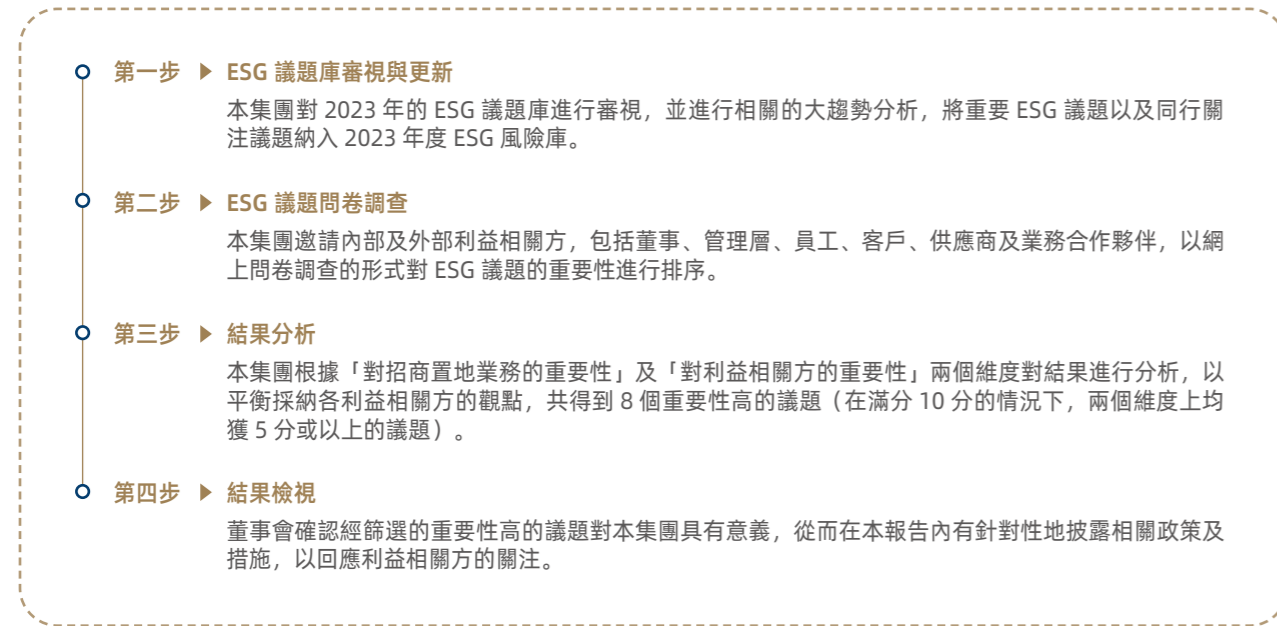 第一步 ▶ ESG 議題庫審視與更新
本集團對 2023 年的 ESG 議題庫進行審視，並進行相關的大趨勢分析，將重要 ESG 議題以及同行關
注議題納入 2023 年度 ESG 風險庫。
第二步 ▶ ESG 議題問卷調查
本集團邀請內部及外部利益相關方，包括董事、管理層、員工、客戶、供應商及業務合作夥伴，以網
上問卷調查的形式對 ESG 議題的重要性進行排序。
第三步 ▶ 結果分析
本集團根據「對招商置地業務的重要性」及「對利益相關方的重要性」兩個維度對結果進行分析，以
平衡採納各利益相關方的觀點，共得到 8 個重要性高的議題（在滿分 10 分的情況下，兩個維度上均
獲 5 分或以上的議題）。
第四步 ▶ 結果檢視
董事會確認經篩選的重要性高的議題對本集團具有意義，從而在本報告內有針對性地披露相關政策及
措施，以回應利益相關方的關注。